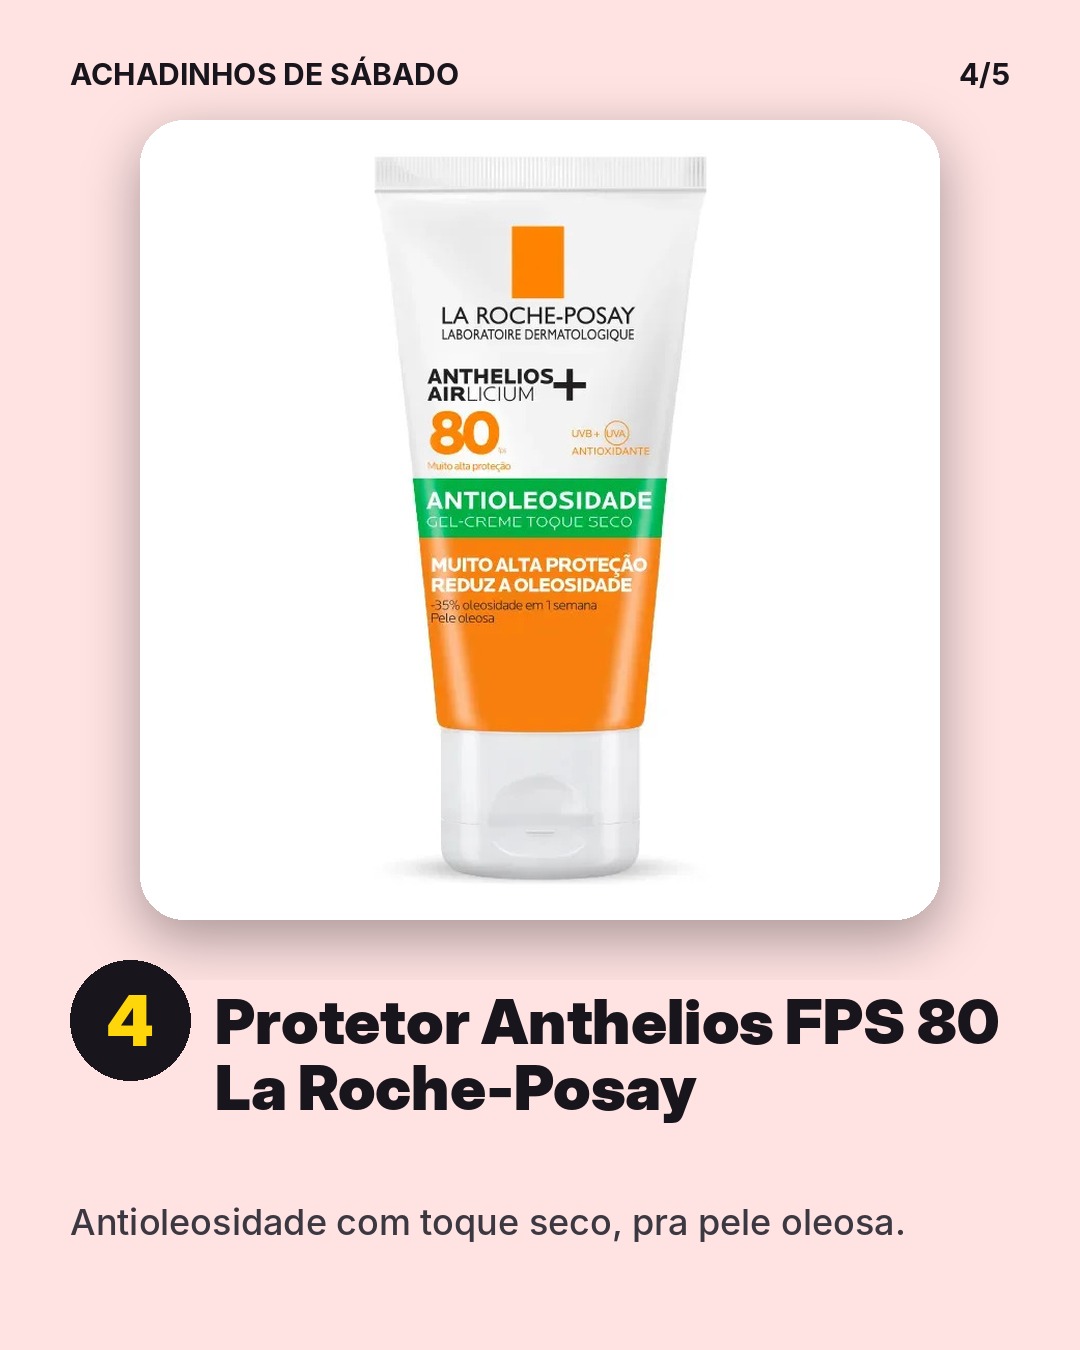 ACHADINHOS DE SÁBADO
4/5
LA ROCHE-POSAY
LABORATOIRE DERMATOLOGIQUE
ANTHELIOS
AIRLICIUM +
80
UVB + UVA
ANTIOXIDANTE
Muito alta proteção
ANTIOLEOSIDADE
GEL-CREME TOQUE SECO
MUITO ALTA PROTEÇÃO
REDUZ A OLEOSIDADE
-35% oleosidade em 1 semana
Pele oleosa
4
Protetor Anthelios FPS 80
La Roche-Posay
Antioleosidade com toque seco, pra pele oleosa.